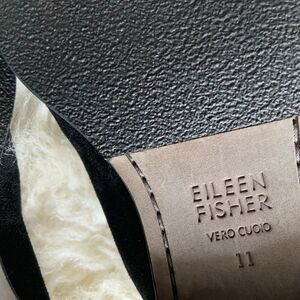 EILEEN
FISHER
VERO CUOIO
11